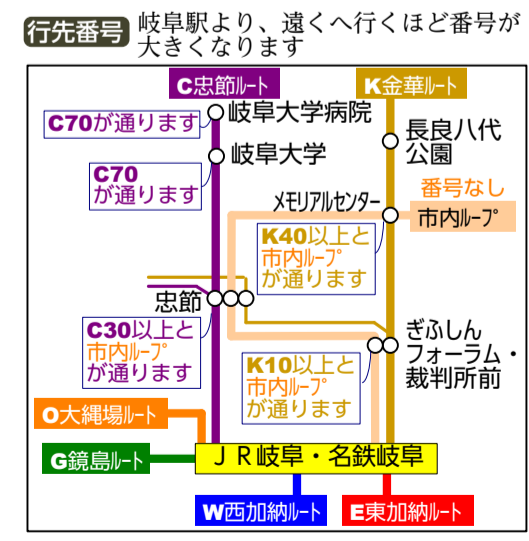 行先番号
岐阜駅より、遠くへ行くほど番号が
大きくなります
C忠節ルート
K金華ルート
C70が通ります
岐阜大学病院
長良八代
公園
C70
が通ります
岐阜大学
番号なし
メモリアルセンター
市内ループ
K40以上と
市内ループ
が通ります
忠節
C30以上と
市内ループ
が通ります
ぎふしん
フォーラム・
裁判所前
K10以上と
市内ループ
が通ります
O大縄場ルート
G鏡島ルート
ＪＲ岐阜・名鉄岐阜
W西加納ルート
E東加納ルート